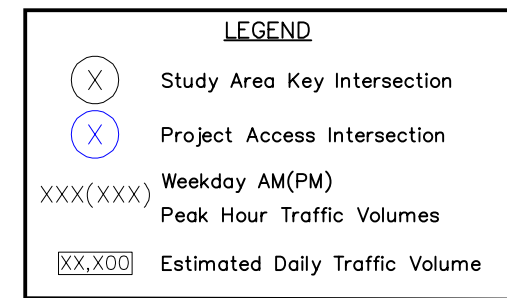 LEGEND
X Study Area Key Intersection
X Project Access Intersection
XXX(XXX) Weekday AM(PM)
Peak Hour Traffic Volumes
XX,X00 Estimated Daily Traffic Volume